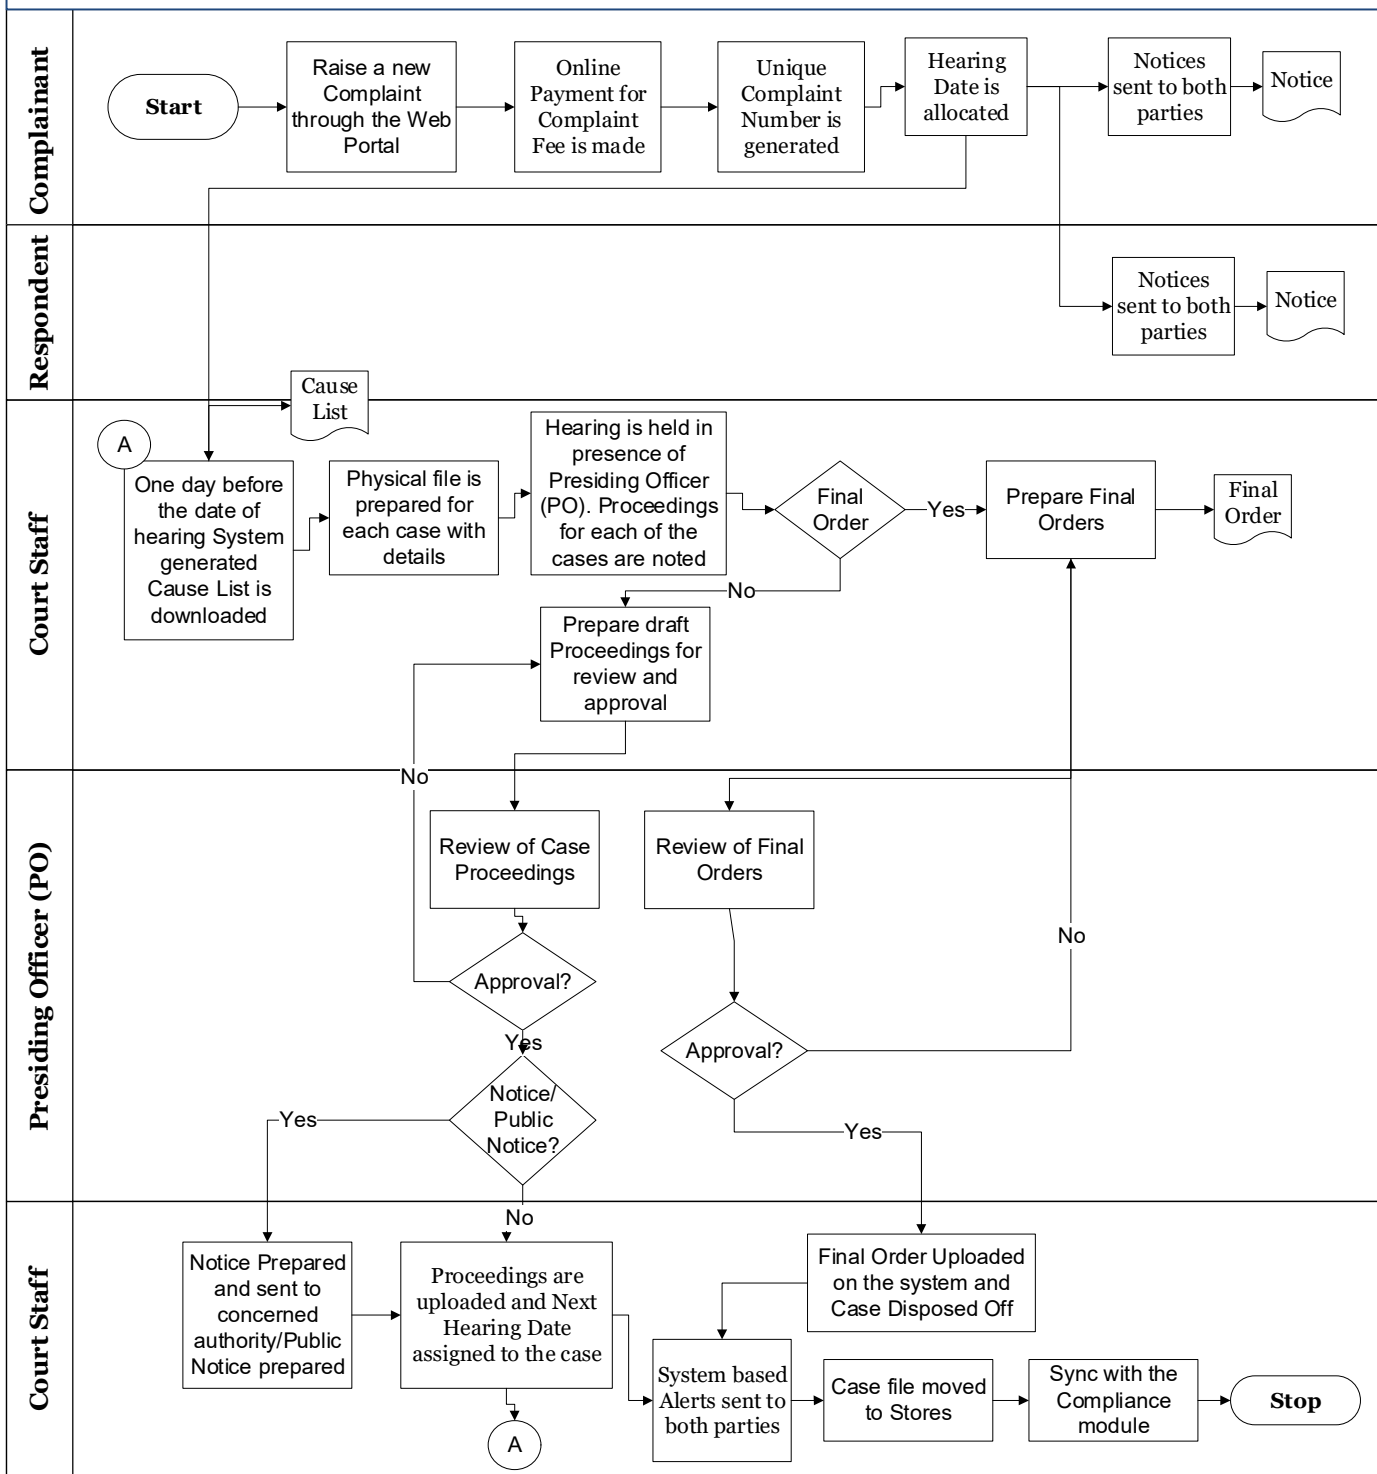 Complainant
Start
Raise a new
Complaint
through the Web
Portal
Online
Payment for
Complaint
Fee is made
Unique
Complaint
Number is
generated
Hearing
Date is
allocated
Notices
sent to both
parties
Notice
Respondent
Notices
sent to both
parties
Notice
Court Staff
Cause
List
A
One day before
the date of
hearing System
generated
Cause List is
downloaded
Physical file is
prepared for
each case with
details
Hearing is held in
presence of
Presiding Officer
(PO). Proceedings
for each of the
cases are noted
Final
Order
Yes
Prepare Final
Orders
Final
Order
No
Prepare draft
Proceedings for
review and
approval
No
Presiding Officer (PO)
Review of Case
Proceedings
Review of Final
Orders
No
Approval?
Yes
Approval?
Notice/
Public
Notice?
Yes
Yes
No
Court Staff
Notice Prepared
and sent to
concerned
authority/Public
Notice prepared
Proceedings are
uploaded and Next
Hearing Date
assigned to the case
Final Order Uploaded
on the system and
Case Disposed Off
System based
Alerts sent to
both parties
Case file moved
to Stores
Sync with the
Compliance
module
Stop
A